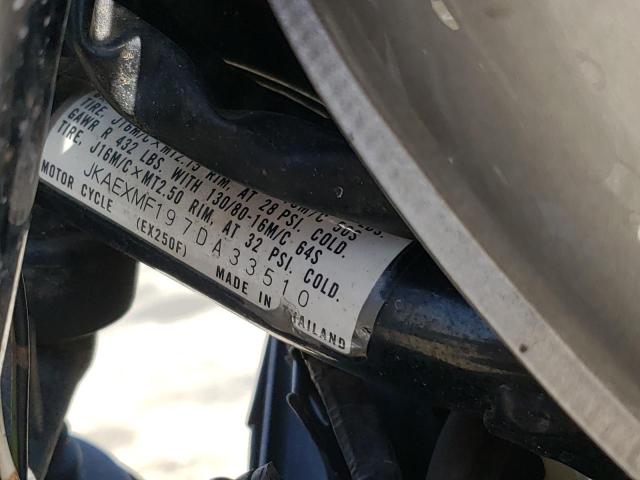 TIRE. J16M/C×MT2.15 RIM. AT 28 PSI. COLD.
GAWR R 432 LBS. WITH 130/80-16M/C 64S
TIRE. J16M/C×MT2.50 RIM. AT 32 PSI. COLD.
JKAEXMF197DA33510
MOTOR CYCLE (EX250F) MADE IN THAILAND